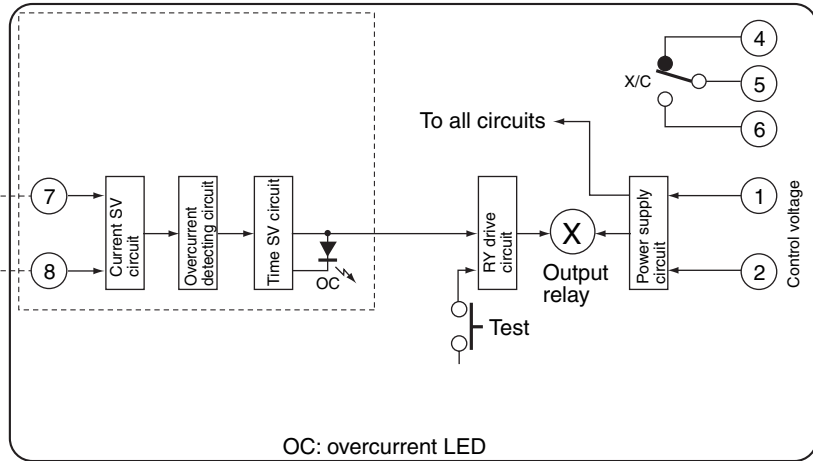 4
X/C
5
6
To all circuits
7
8
Current SV
circuit
Overcurrent
detecting circuit
Time SV circuit
OC
RY drive
circuit
X
Output
relay
Power supply
circuit
1
2
Control voltage
Test
OC: overcurrent LED